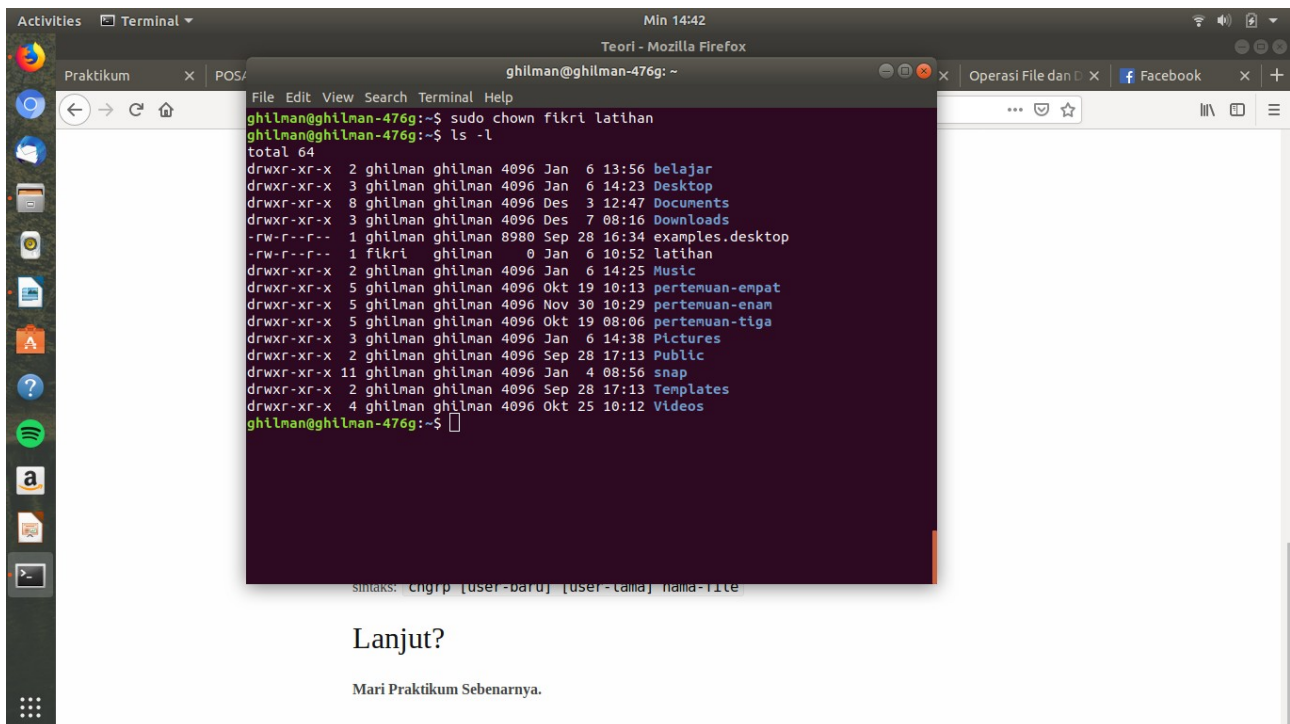 Activities Terminal Min 14:42
Teori - Mozilla Firefox
Praktikum × POSA × Operasi File dan D × Facebook × +
ghilman@ghilman-476g: ~
File Edit View Search Terminal Help
ghilman@ghilman-476g:~$ sudo chown fikri latihan
ghilman@ghilman-476g:~$ ls -l
total 64
drwxr-xr-x  2 ghilman ghilman 4096 Jan  6 13:56 belajar
drwxr-xr-x  3 ghilman ghilman 4096 Jan  6 14:23 Desktop
drwxr-xr-x  8 ghilman ghilman 4096 Des  3 12:47 Documents
drwxr-xr-x  3 ghilman ghilman 4096 Des  7 08:16 Downloads
-rw-r--r--  1 ghilman ghilman 8980 Sep 28 16:34 examples.desktop
-rw-r--r--  1 fikri   ghilman    0 Jan  6 10:52 latihan
drwxr-xr-x  2 ghilman ghilman 4096 Jan  6 14:25 Music
drwxr-xr-x  5 ghilman ghilman 4096 Okt 19 10:13 pertemuan-empat
drwxr-xr-x  5 ghilman ghilman 4096 Nov 30 10:29 pertemuan-enam
drwxr-xr-x  5 ghilman ghilman 4096 Okt 19 08:06 pertemuan-tiga
drwxr-xr-x  3 ghilman ghilman 4096 Jan  6 14:38 Pictures
drwxr-xr-x  2 ghilman ghilman 4096 Sep 28 17:13 Public
drwxr-xr-x 11 ghilman ghilman 4096 Jan  4 08:56 snap
drwxr-xr-x  2 ghilman ghilman 4096 Sep 28 17:13 Templates
drwxr-xr-x  4 ghilman ghilman 4096 Okt 25 10:12 Videos
ghilman@ghilman-476g:~$
sintaks: chgrp [user-baru] [user-lama] nama-file
Lanjut?
Mari Praktikum Sebenarnya.